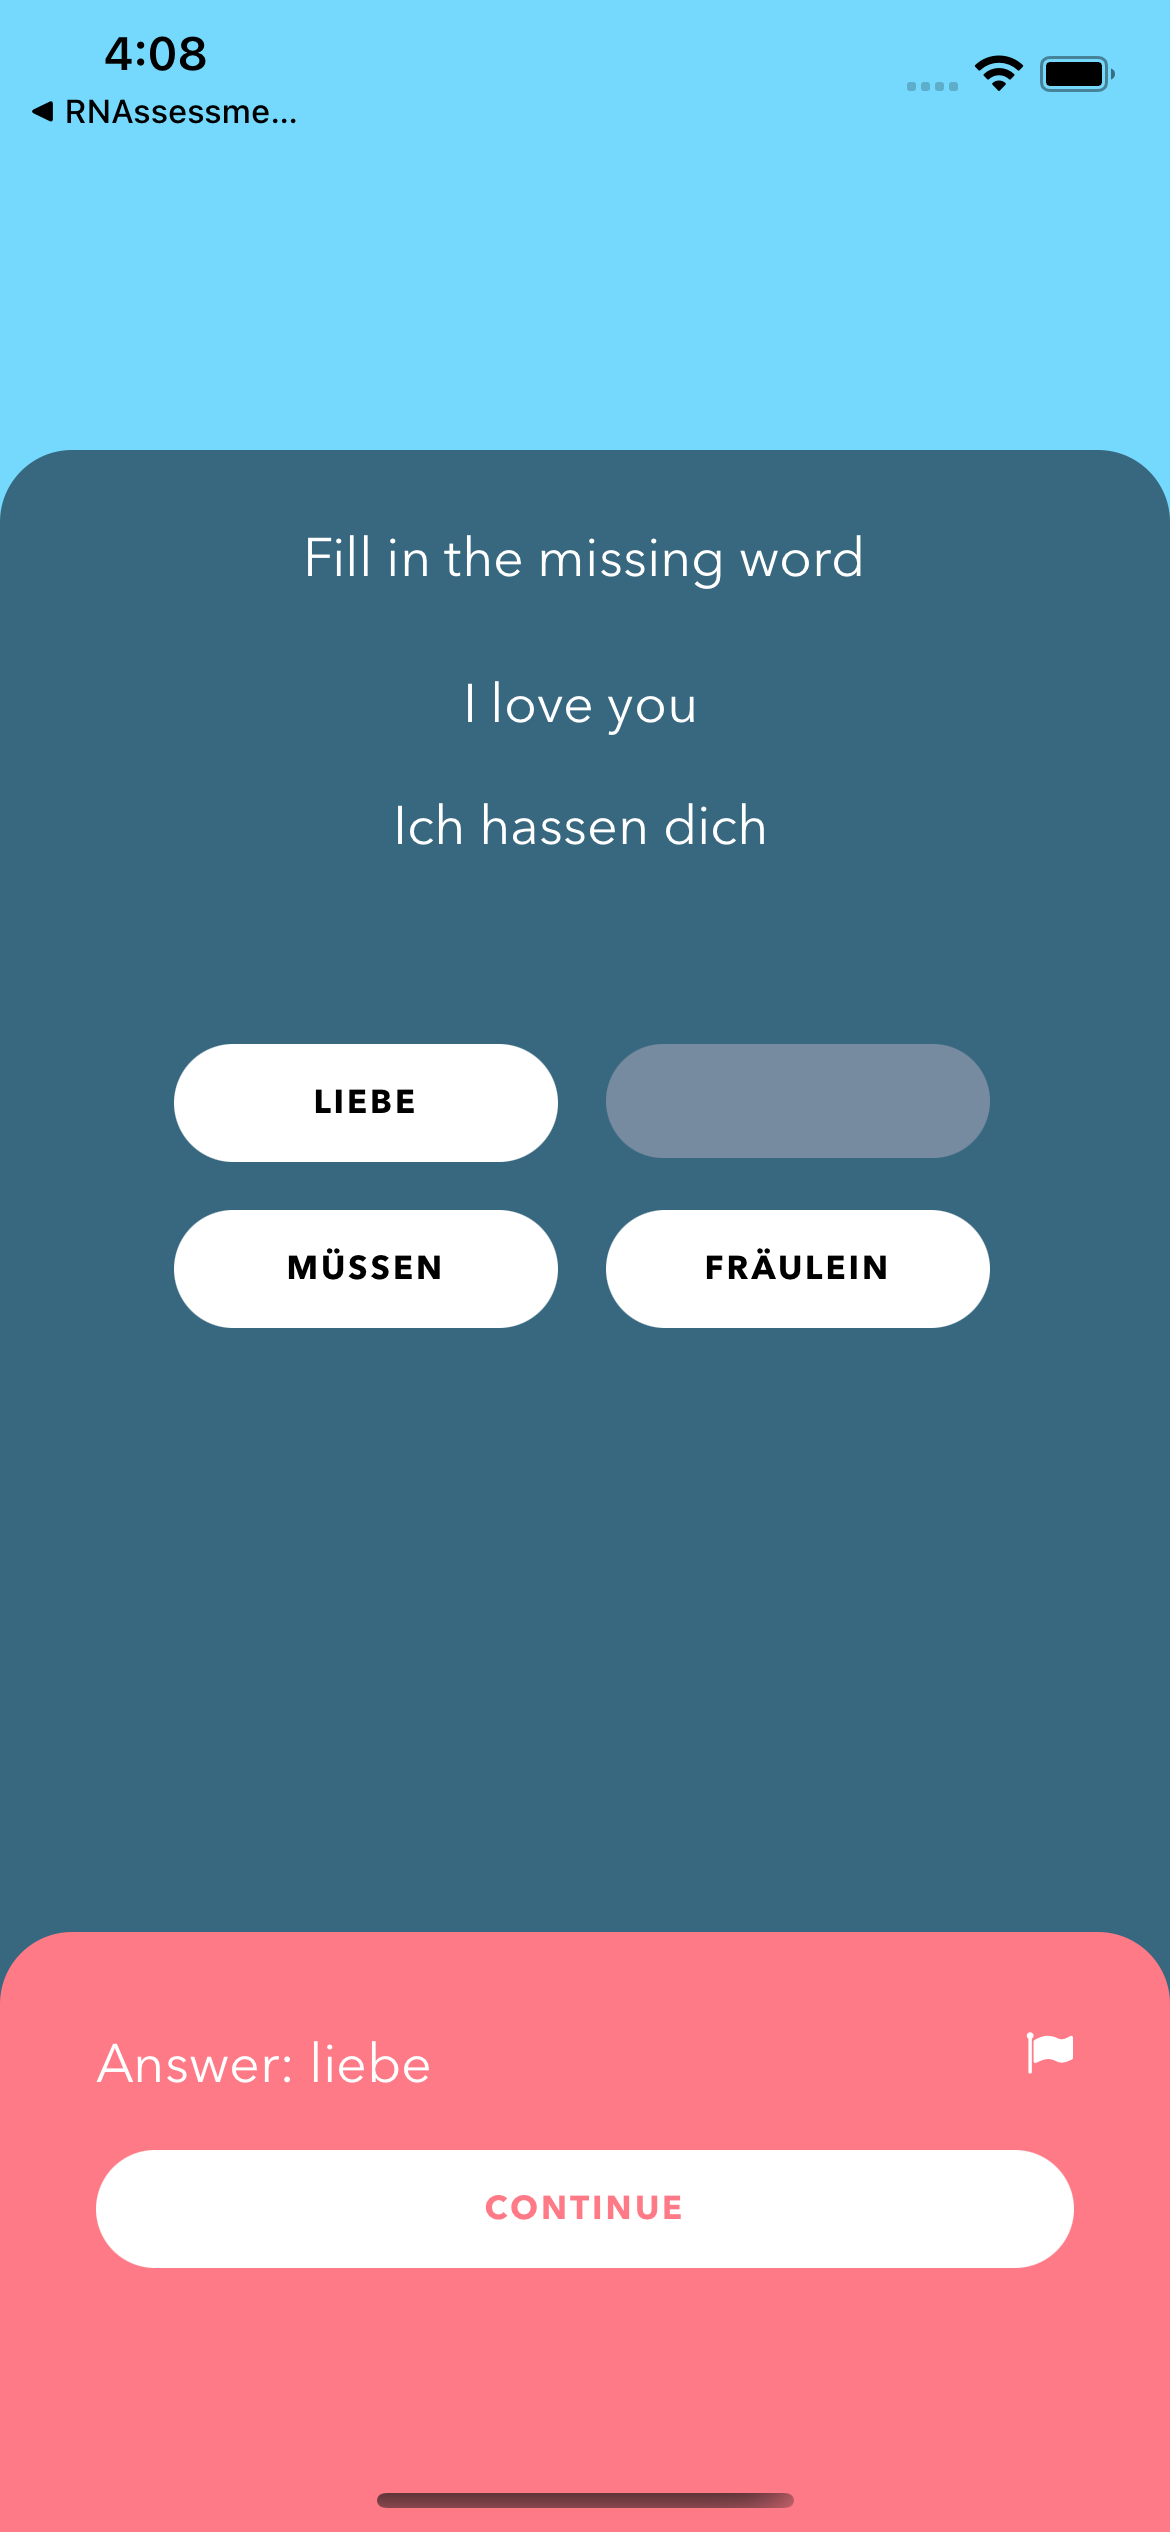 4:08
◀ RNAssessme...
Fill in the missing word
I love you
Ich hassen dich
LIEBE
MÜSSEN FRÄULEIN
Answer: liebe
CONTINUE